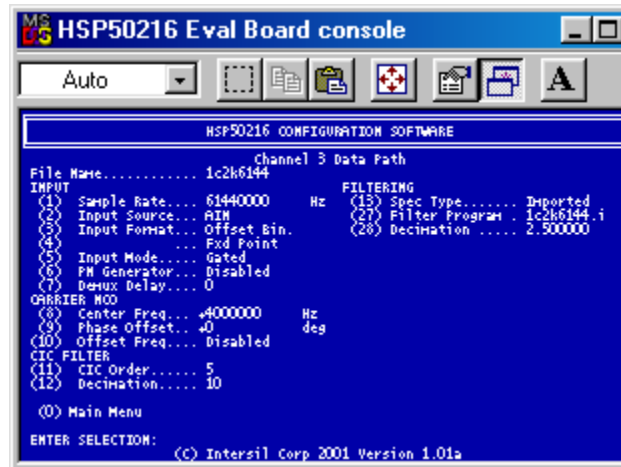 MS
HSP50216 Eval Board console
Auto
A
HSP50216 CONFIGURATION SOFTWARE
Channel 3 Data Path
File Name............ 1c2k6144
INPUT
(1) Sample Rate.... 61440000 Hz
(2) Input Source... AIN
(3) Input Format... Offset Bin.
(4) ... Fxd Point
(5) Input Mode..... Gated
(6) PN Generator... Disabled
(7) Demux Delay.... 0
CARRIER NCO
(8) Center Freq... +4000000 Hz
(9) Phase Offset.. +0 deg
(10) Offset Freq.... Disabled
CIC FILTER
(11) CIC Order...... 5
(12) Decimation..... 10
FILTERING
(13) Spec Type....... Imported
(27) Filter Program . 1c2k6144.i
(28) Decimation ..... 2.500000
(0) Main Menu
ENTER SELECTION:
(C) Intersil Corp 2001 Version 1.01a